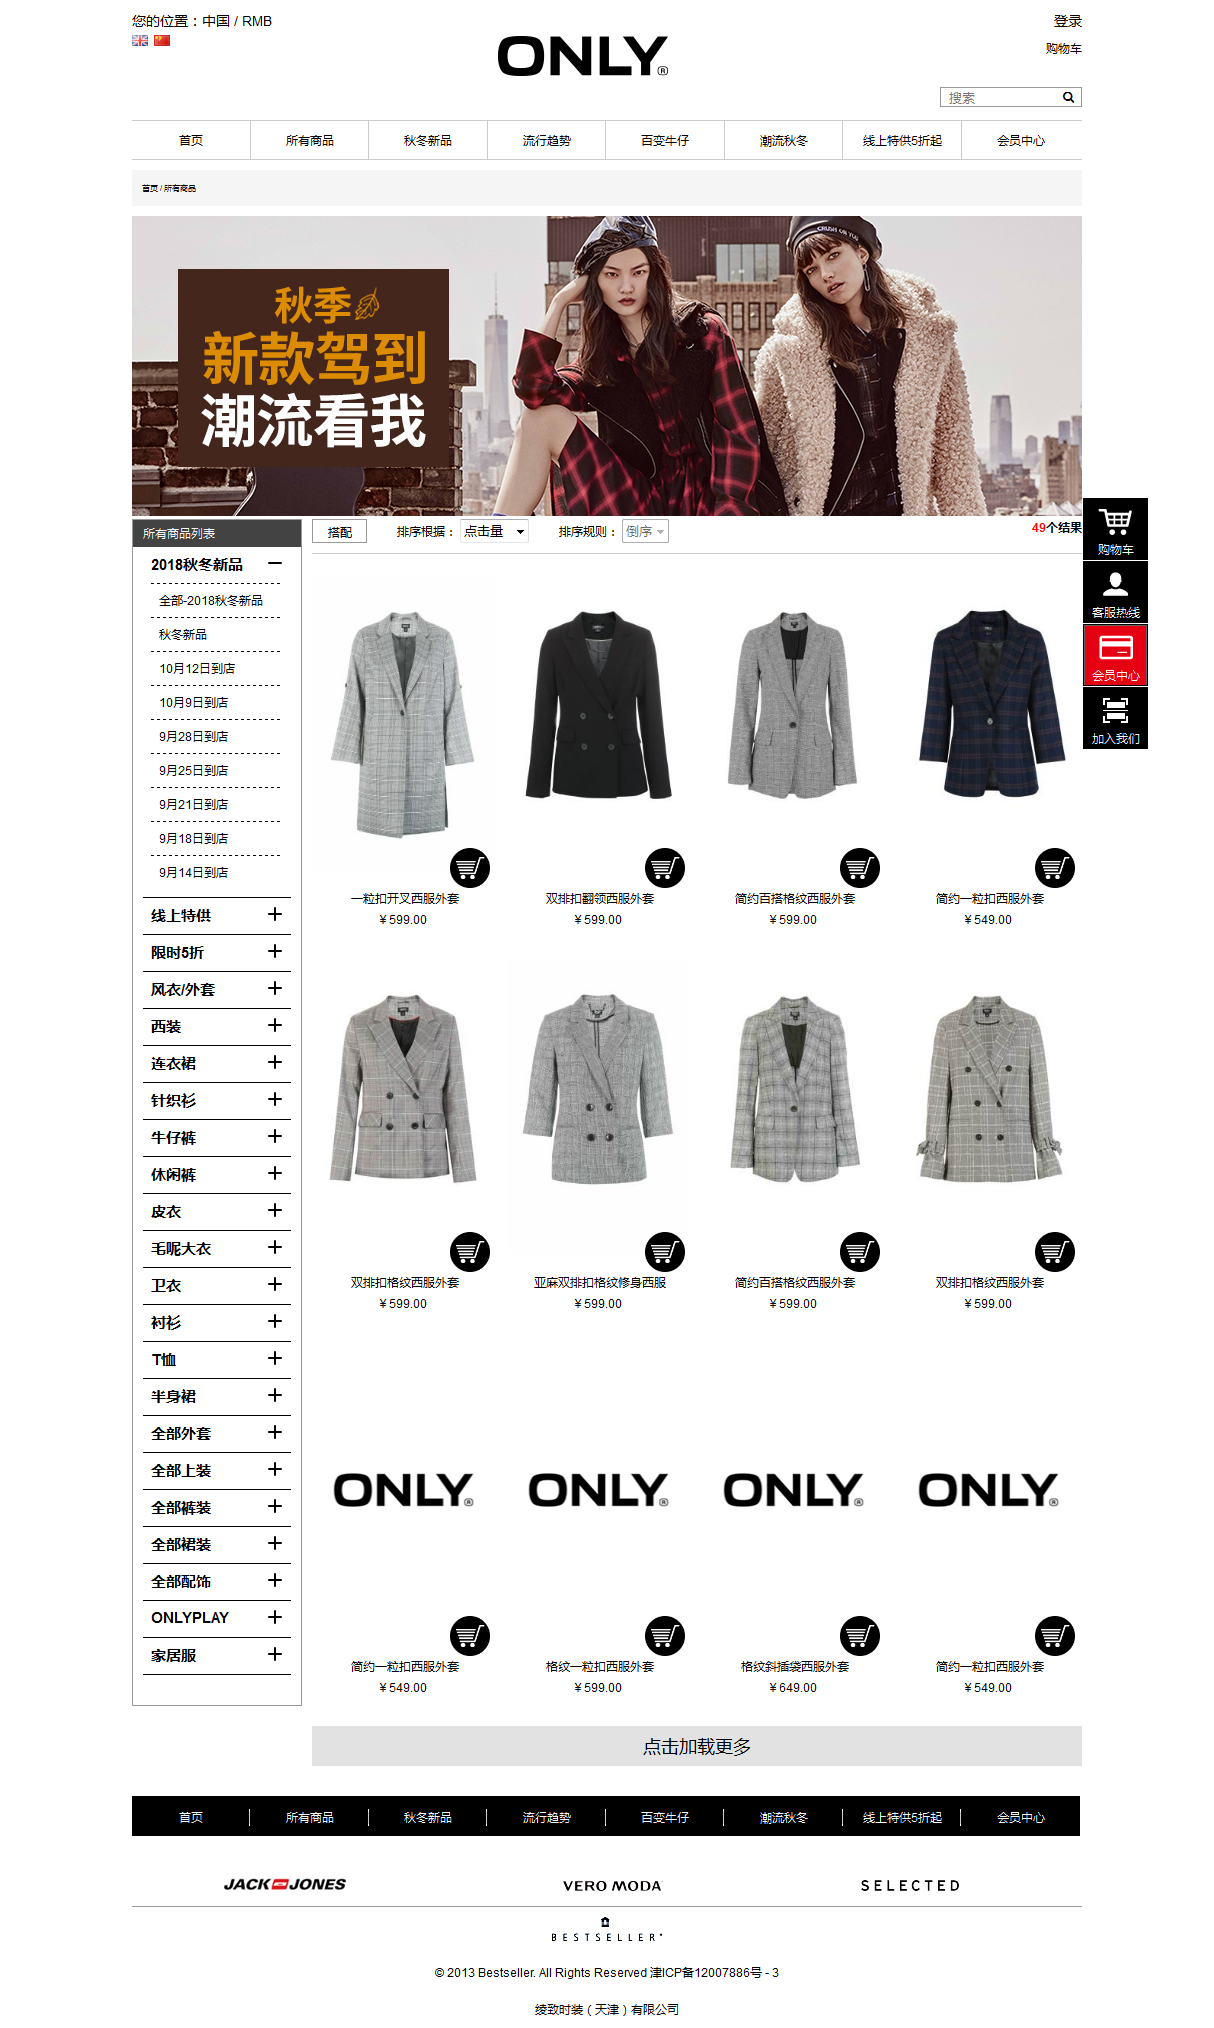 您的位置：中国 / RMB
登录
购物车
ONLY®
搜索
首页 所有商品 秋冬新品 流行趋势 百变牛仔 潮流秋冬 线上特供5折起 会员中心
首页 / 所有商品
CRUSH ON YOU
秋季
新款驾到
潮流看我
所有商品列表
搭配 排序根据： 点击量 排序规则： 倒序 49个结果
购物车
客服热线
会员中心
加入我们
2018秋冬新品
全部-2018秋冬新品
秋冬新品
10月12日到店
10月9日到店
9月28日到店
9月25日到店
9月21日到店
9月18日到店
9月14日到店
线上特供
限时5折
风衣/外套
西装
连衣裙
针织衫
牛仔裤
休闲裤
皮衣
毛呢大衣
卫衣
衬衫
T恤
半身裙
全部外套
全部上装
全部裤装
全部裙装
全部配饰
ONLYPLAY
家居服
一粒扣开叉西服外套 双排扣翻领西服外套 简约百搭格纹西服外套 简约一粒扣西服外套
¥ 599.00 ¥ 599.00 ¥ 599.00 ¥ 549.00
双排扣格纹西服外套 亚麻双排扣格纹修身西服 简约百搭格纹西服外套 双排扣格纹西服外套
¥ 599.00 ¥ 599.00 ¥ 599.00 ¥ 599.00
ONLY® ONLY® ONLY® ONLY®
简约一粒扣西服外套 格纹一粒扣西服外套 格纹斜插袋西服外套 简约一粒扣西服外套
¥ 549.00 ¥ 599.00 ¥ 649.00 ¥ 549.00
点击加载更多
首页 所有商品 秋冬新品 流行趋势 百变牛仔 潮流秋冬 线上特供5折起 会员中心
JACK JONES VERO MODA SELECTED
BESTSELLER
© 2013 Bestseller. All Rights Reserved 津ICP备12007886号 - 3
绫致时装（天津）有限公司